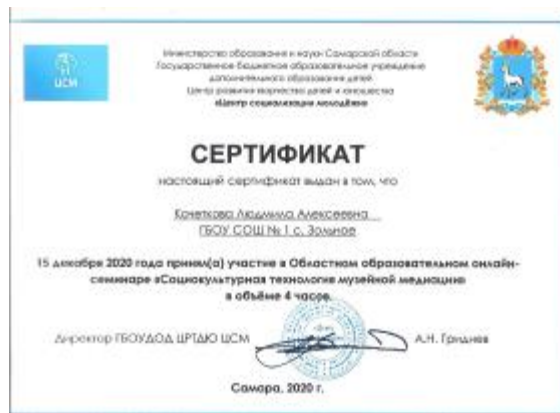 ЦСМ
Министерство образования и науки Самарской области
Государственное бюджетное образовательное учреждение
дополнительного образования детей
Центр развития творчества детей и юношества
«Центр социализации молодёжи»
СЕРТИФИКАТ
настоящий сертификат выдан в том, что
Кочеткова Людмила Алексеевна
ГБОУ СОШ № 1 с. Зольное
15 декабря 2020 года принял(а) участие в Областном образовательном онлайн-
семинаре «Социокультурная технология музейной медиации»
в объёме 4 часов.
Директор ГБОУДОД ЦРТДЮ ЦСМ
А.Н. Гриднев
Самара, 2020 г.